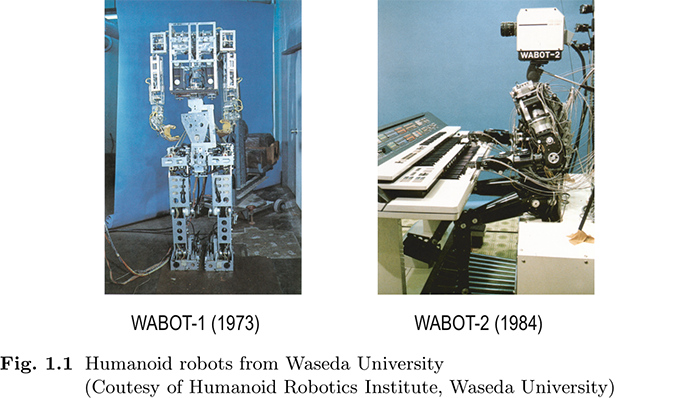 WABOT-2
WABOT-1 (1973)
WABOT-2 (1984)
Fig. 1.1 Humanoid robots from Waseda University
(Coutesy of Humanoid Robotics Institute, Waseda University)